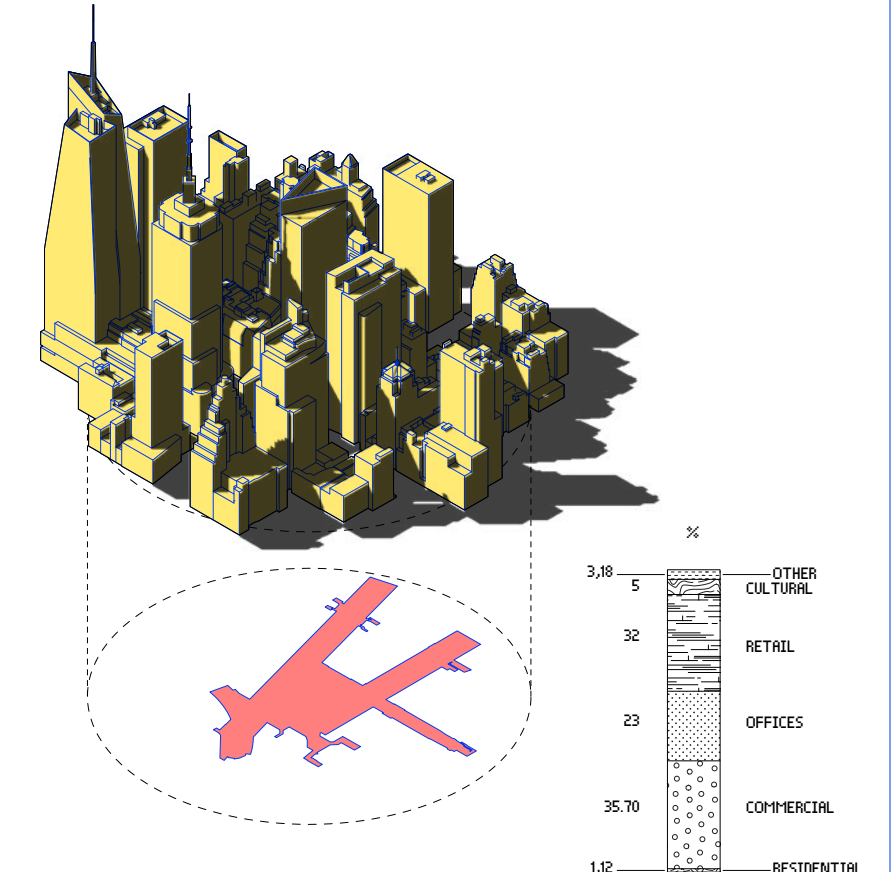 %
3,18 OTHER
5 CULTURAL
32 RETAIL
23 OFFICES
35.70 COMMERCIAL
1.12 RESIDENTIAL